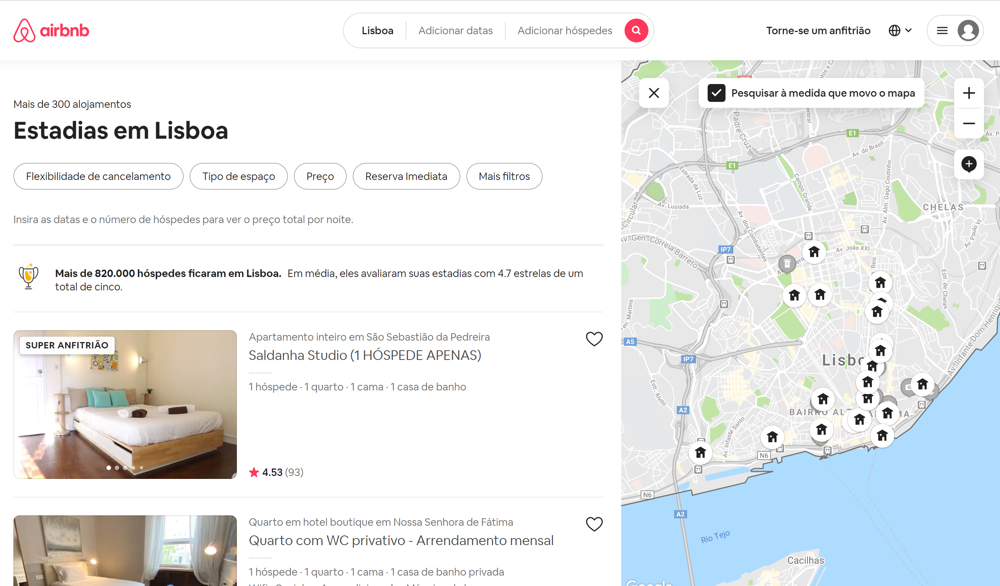 airbnb
Lisboa
Adicionar datas
Adicionar hóspedes
Torne-se um anfitrião
Mais de 300 alojamentos
Estadias em Lisboa
Flexibilidade de cancelamento
Tipo de espaço
Preço
Reserva Imediata
Mais filtros
Insira as datas e o número de hóspedes para ver o preço total por noite.
Mais de 820.000 hóspedes ficaram em Lisboa. Em média, eles avaliaram suas estadias com 4.7 estrelas de um
total de cinco.
SUPER ANFITRIÃO
Apartamento inteiro em São Sebastião da Pedreira
Saldanha Studio (1 HÓSPEDE APENAS)
1 hóspede · 1 quarto · 1 cama · 1 casa de banho
4.53 (93)
Quarto em hotel boutique em Nossa Senhora de Fátima
Quarto com WC privativo - Arrendamento mensal
1 hóspede · 1 quarto · 1 cama · 1 casa de banho privada
Pesquisar à medida que movo o mapa
Padre Cruz
E1
Av. do Brasil
E1
Estrada da Luz
Campo Grande
Av. Alm. Gago Coutinho
Av. Lusíada
CHELAS
Circular
Av. dos Combatentes
Av. Paulo VI
Av. Gen. Correia Barreto
IP7
Av. João XXI
Estr. de Chelas
Av. Infante Dom Henrique
A5
IP7
Estr. Alvito
A2
BAIRRO ALT
Av. Infante Santo
N6
N6
A2
Rio Tejo
Cacilhas
Google